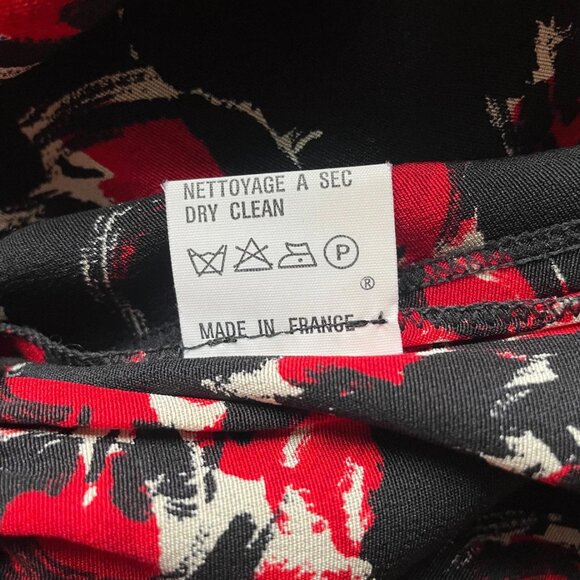 NETTOYAGE A SEC
DRY CLEAN
P
®
MADE IN FRANCE